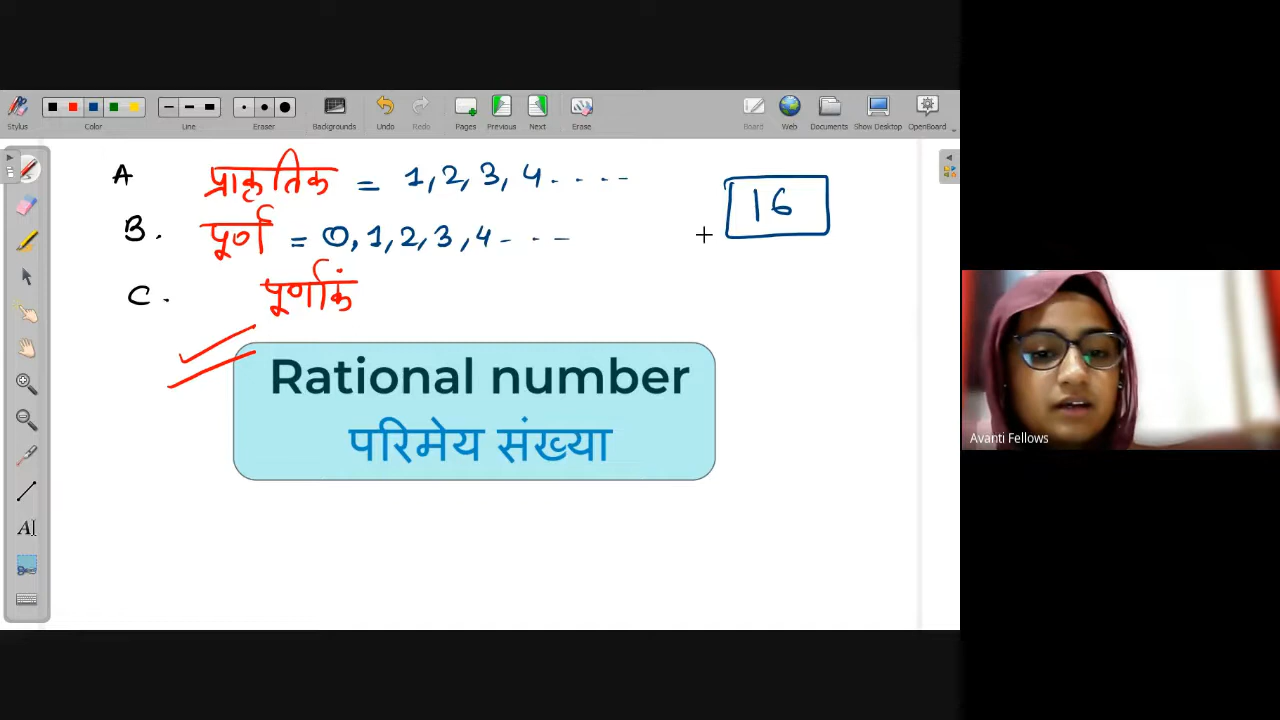 Stylus Color Line Eraser Backgrounds Undo Redo Pages Previous Next Erase Board Web Documents Show Desktop OpenBoard
A प्राकृतिक = 1, 2, 3, 4 - - - -
16
B. पूर्ण = 0, 1, 2, 3, 4 - - - -
C. पूर्णाकं
Rational number
परिमेय संख्या
Avanti Fellows